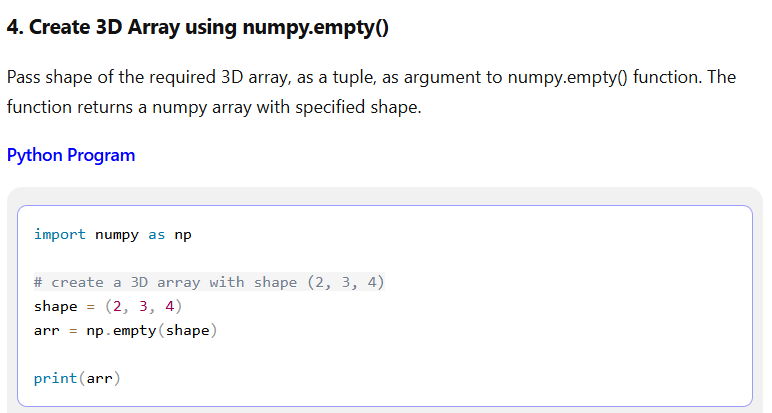 4. Create 3D Array using numpy.empty()
Pass shape of the required 3D array, as a tuple, as argument to numpy.empty() function. The
function returns a numpy array with specified shape.
Python Program
import numpy as np
# create a 3D array with shape (2, 3, 4)
shape = (2, 3, 4)
arr = np.empty(shape)
print(arr)